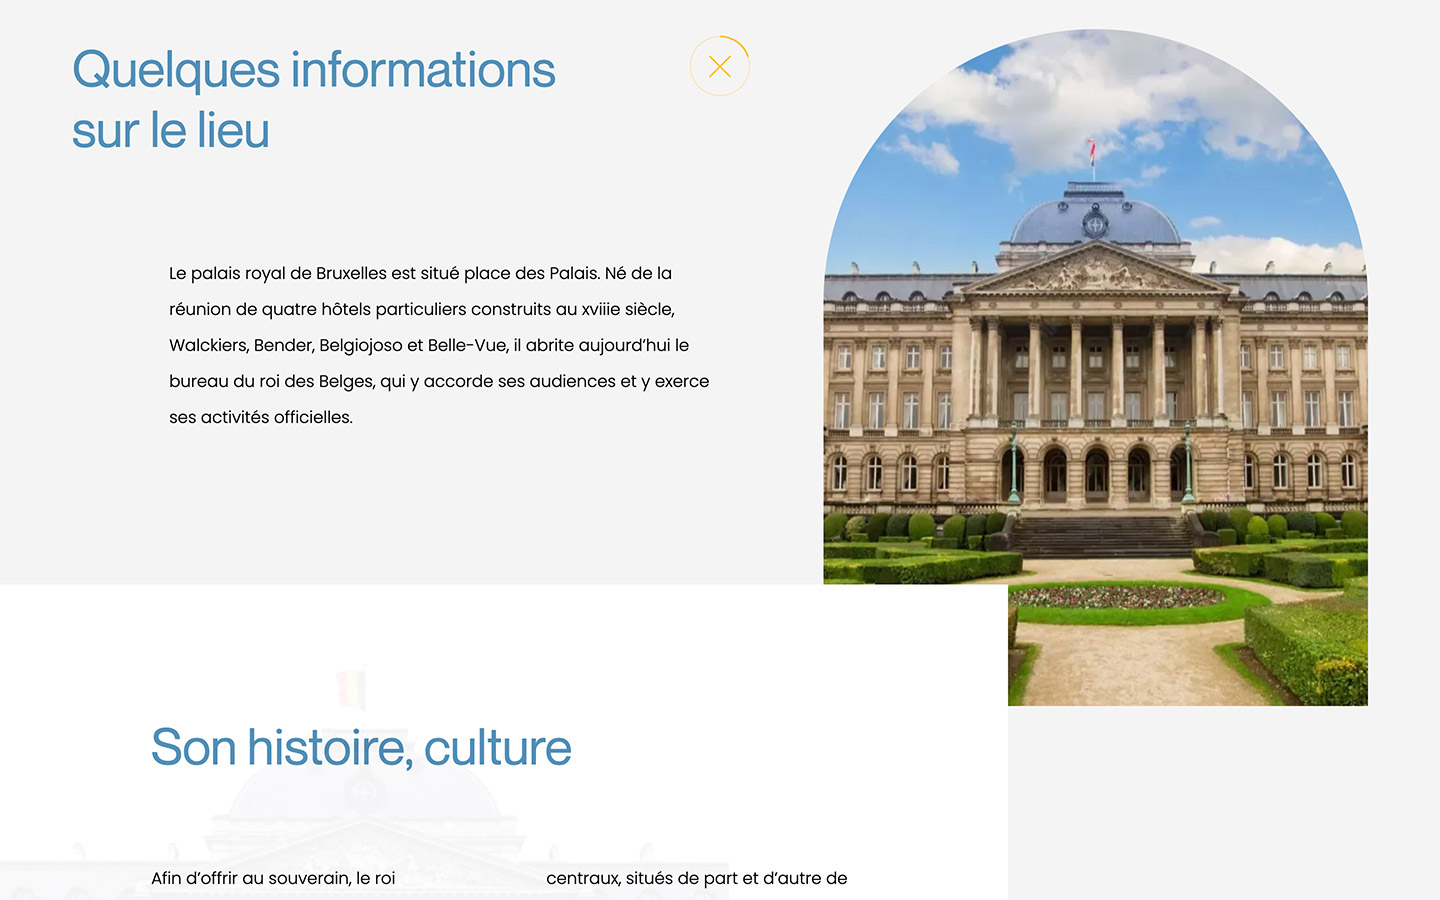 Quelques informations
sur le lieu
Le palais royal de Bruxelles est situé place des Palais. Né de la
réunion de quatre hôtels particuliers construits au xviiie siècle,
Walckiers, Bender, Belgiojoso et Belle-Vue, il abrite aujourd’hui le
bureau du roi des Belges, qui y accorde ses audiences et y exerce
ses activités officielles.
Son histoire, culture
Afin d’offrir au souverain, le roi
centraux, situés de part et d’autre de